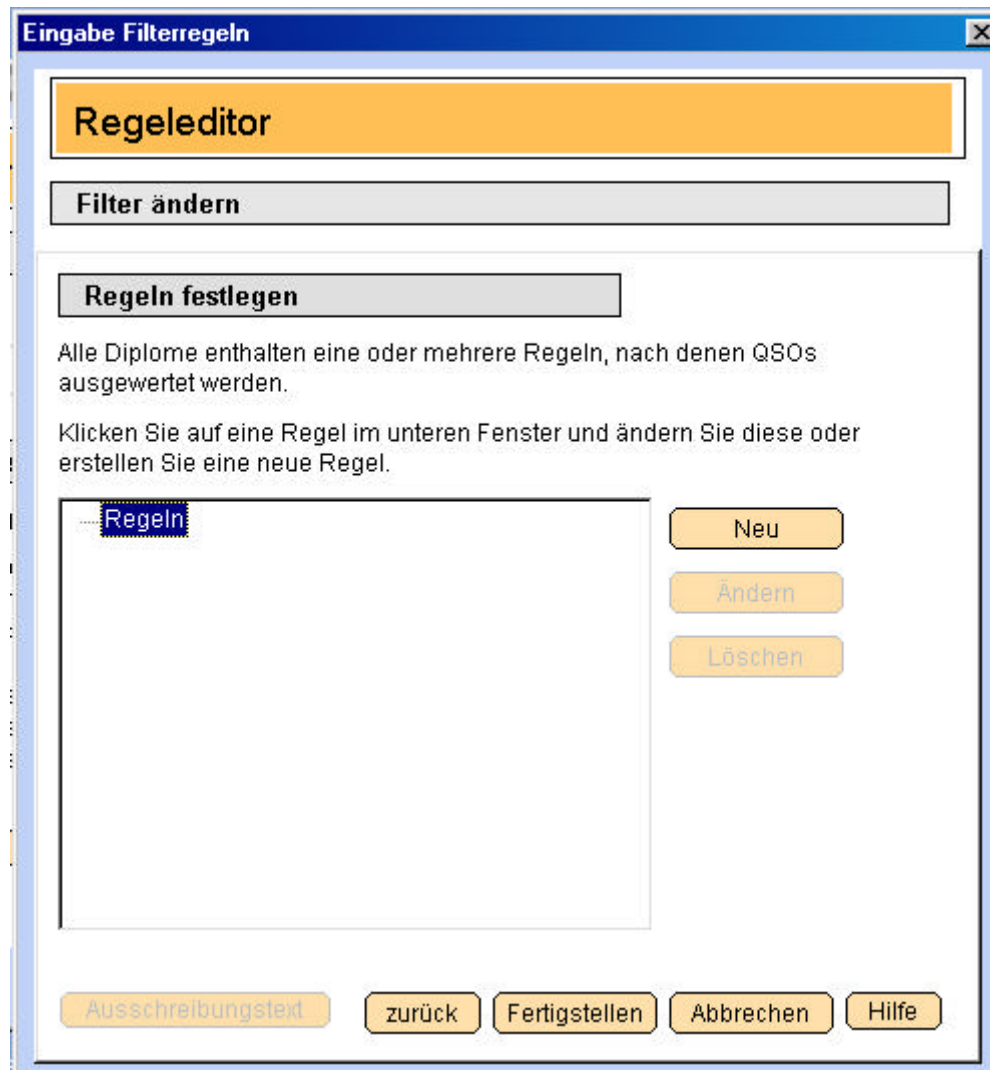 Eingabe Filterregeln
Regeleditor
Filter ändern
Regeln festlegen
Alle Diplome enthalten eine oder mehrere Regeln, nach denen QSOs
ausgewertet werden.
Klicken Sie auf eine Regel im unteren Fenster und ändern Sie diese oder
erstellen Sie eine neue Regel.
Regeln
Neu
Ändern
Löschen
Ausschreibungstext
zurück
Fertigstellen
Abbrechen
Hilfe